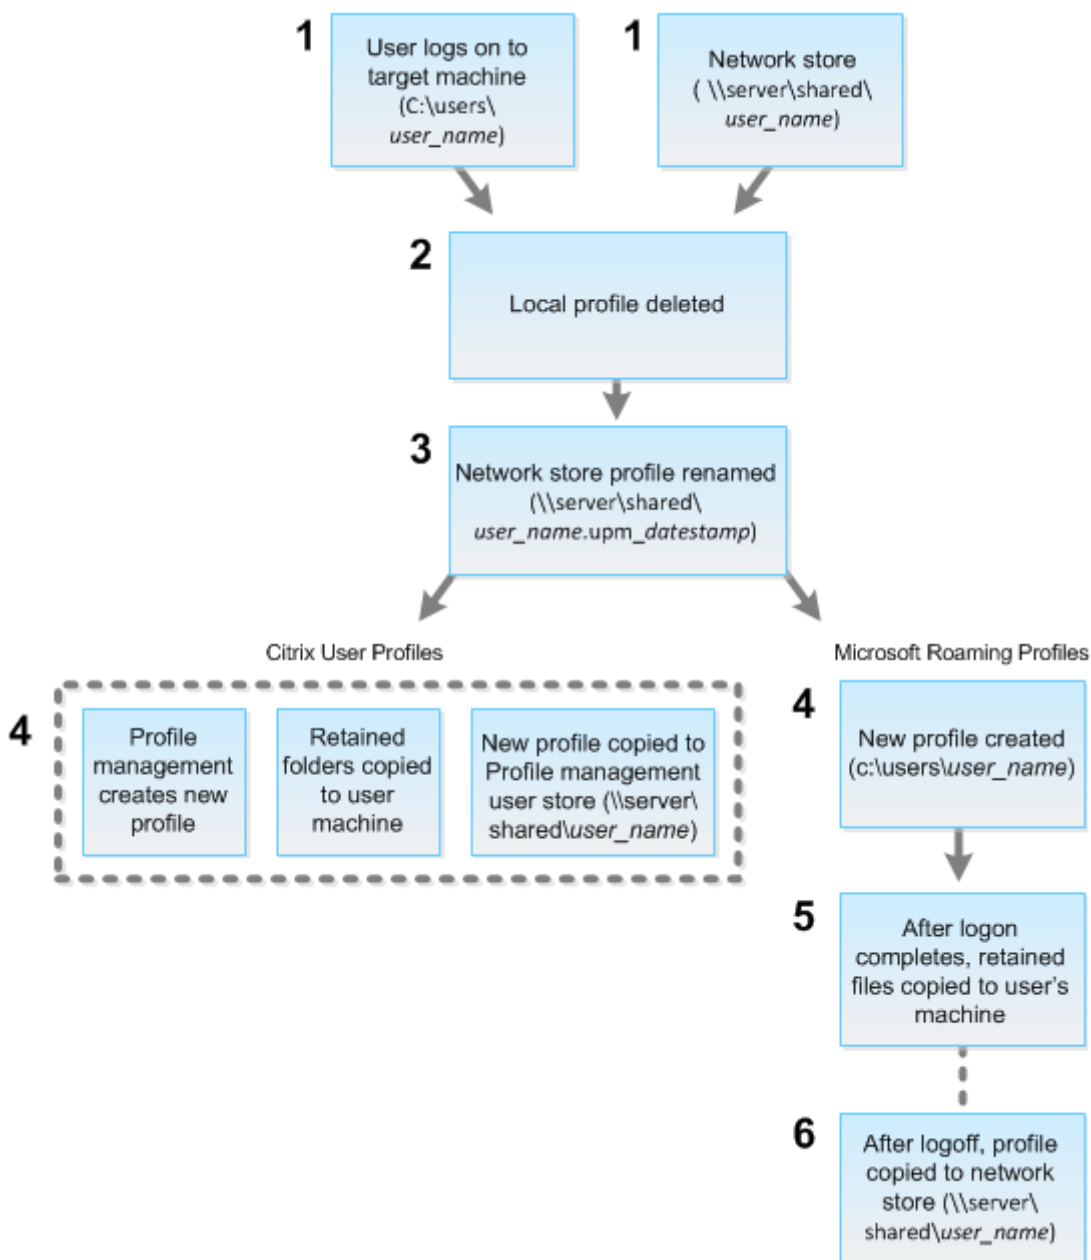 1
User logs on to
target machine
(C:\users\
user_name)
1
Network store
( \\server\shared\
user_name)
2
Local profile deleted
3
Network store profile renamed
(\\server\shared\
user_name.upm_datestamp)
Citrix User Profiles
4
Profile
management
creates new
profile
Retained
folders copied
to user
machine
New profile copied to
Profile management
user store (\\server\
shared\user_name)
Microsoft Roaming Profiles
4
New profile created
(c:\users\user_name)
5
After logon
completes, retained
files copied to user's
machine
6
After logoff, profile
copied to network
store (\\server\
shared\user_name)